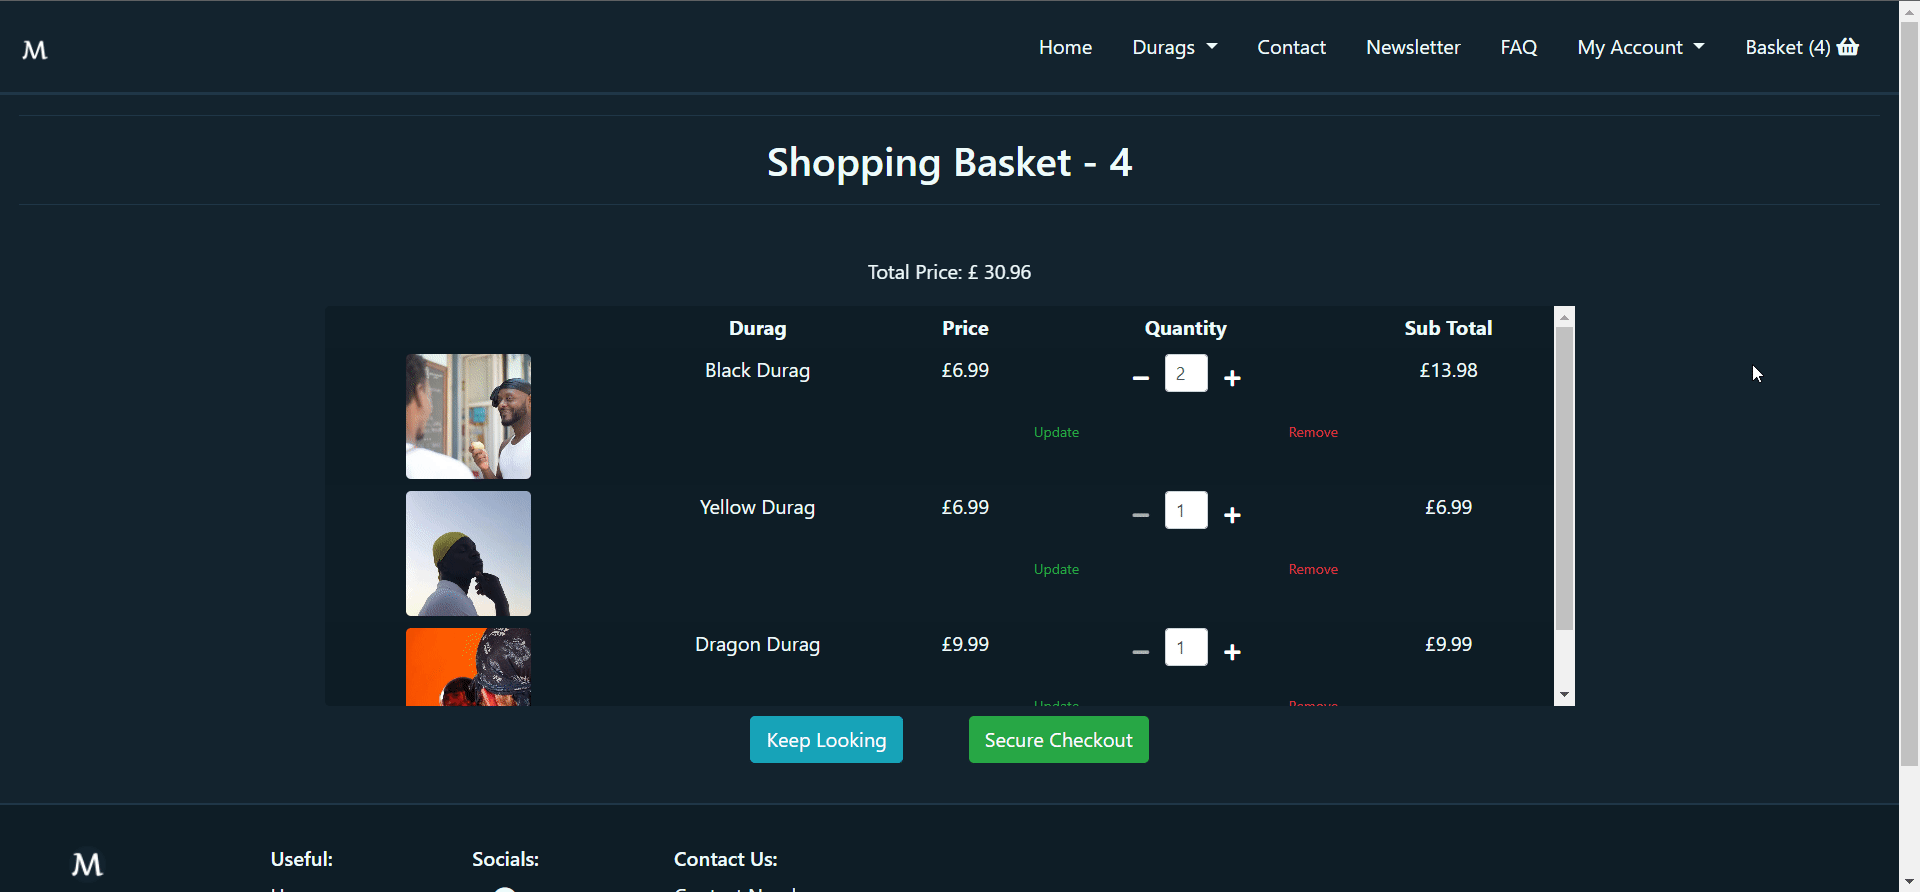 M
Home Durags Contact Newsletter FAQ My Account Basket (4)
Shopping Basket - 4
Total Price: £ 30.96
Durag Price Quantity Sub Total
Black Durag £6.99 2 £13.98
Update Remove
Yellow Durag £6.99 1 £6.99
Update Remove
Dragon Durag £9.99 1 £9.99
Update Remove
Keep Looking Secure Checkout
M Useful: Socials: Contact Us: